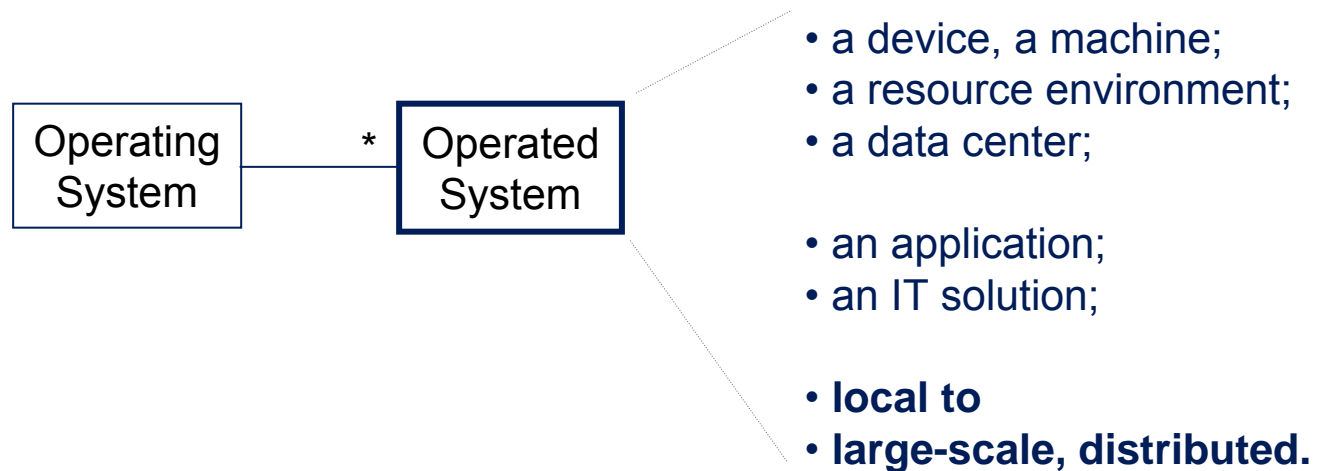 Operating
System
*
Operated
System
• a device, a machine;
• a resource environment;
• a data center;
• an application;
• an IT solution;
• local to
• large-scale, distributed.